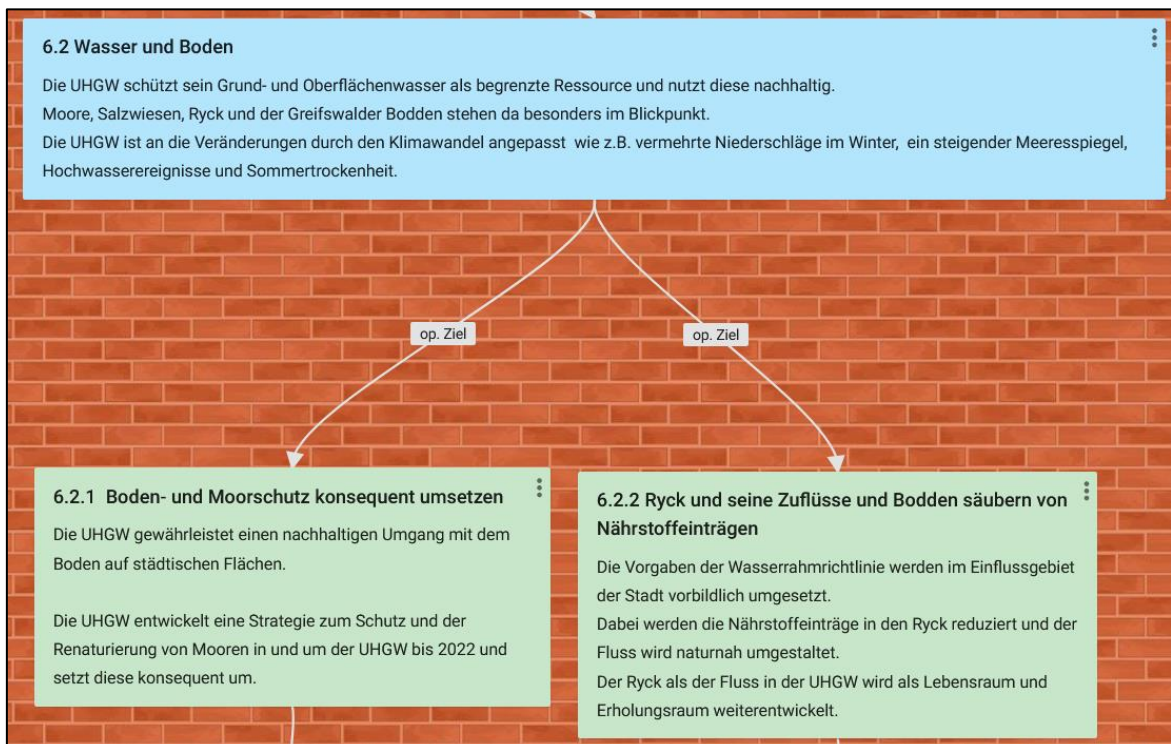 6.2 Wasser und Boden
Die UHGW schützt sein Grund- und Oberflächenwasser als begrenzte Ressource und nutzt diese nachhaltig.
Moore, Salzwiesen, Ryck und der Greifswalder Bodden stehen da besonders im Blickpunkt.
Die UHGW ist an die Veränderungen durch den Klimawandel angepasst wie z.B. vermehrte Niederschläge im Winter, ein steigender Meeresspiegel,
Hochwasserereignisse und Sommertrockenheit.
op. Ziel
op. Ziel
6.2.1 Boden- und Moorschutz konsequent umsetzen
Die UHGW gewährleistet einen nachhaltigen Umgang mit dem
Boden auf städtischen Flächen.
Die UHGW entwickelt eine Strategie zum Schutz und der
Renaturierung von Mooren in und um der UHGW bis 2022 und
setzt diese konsequent um.
6.2.2 Ryck und seine Zuflüsse und Bodden säubern von
Nährstoffeinträgen
Die Vorgaben der Wasserrahmrichtlinie werden im Einflussgebiet
der Stadt vorbildlich umgesetzt.
Dabei werden die Nährstoffeinträge in den Ryck reduziert und der
Fluss wird naturnah umgestaltet.
Der Ryck als der Fluss in der UHGW wird als Lebensraum und
Erholungsraum weiterentwickelt.